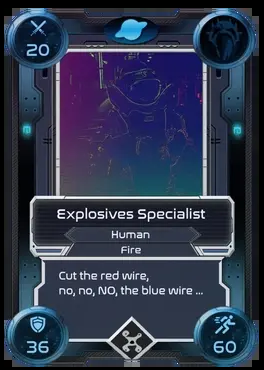 20
Explosives Specialist
Human
Fire
Cut the red wire,
no, no, NO, the blue wire ...
36
60